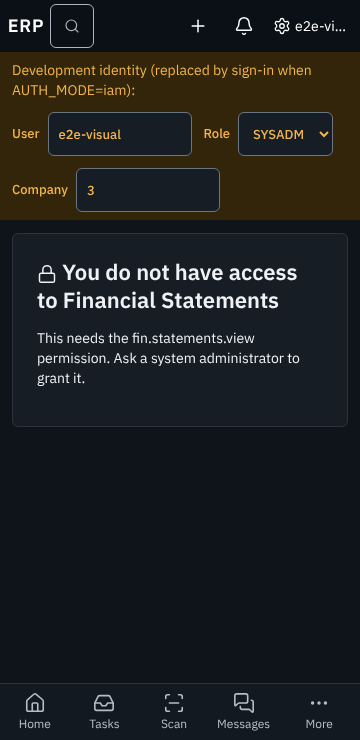 ERP
e2e-vi...
Development identity (replaced by sign-in when
AUTH_MODE=iam):
User e2e-visual Role SYSADM
Company 3
You do not have access
to Financial Statements
This needs the fin.statements.view
permission. Ask a system administrator to
grant it.
Home Tasks Scan Messages More